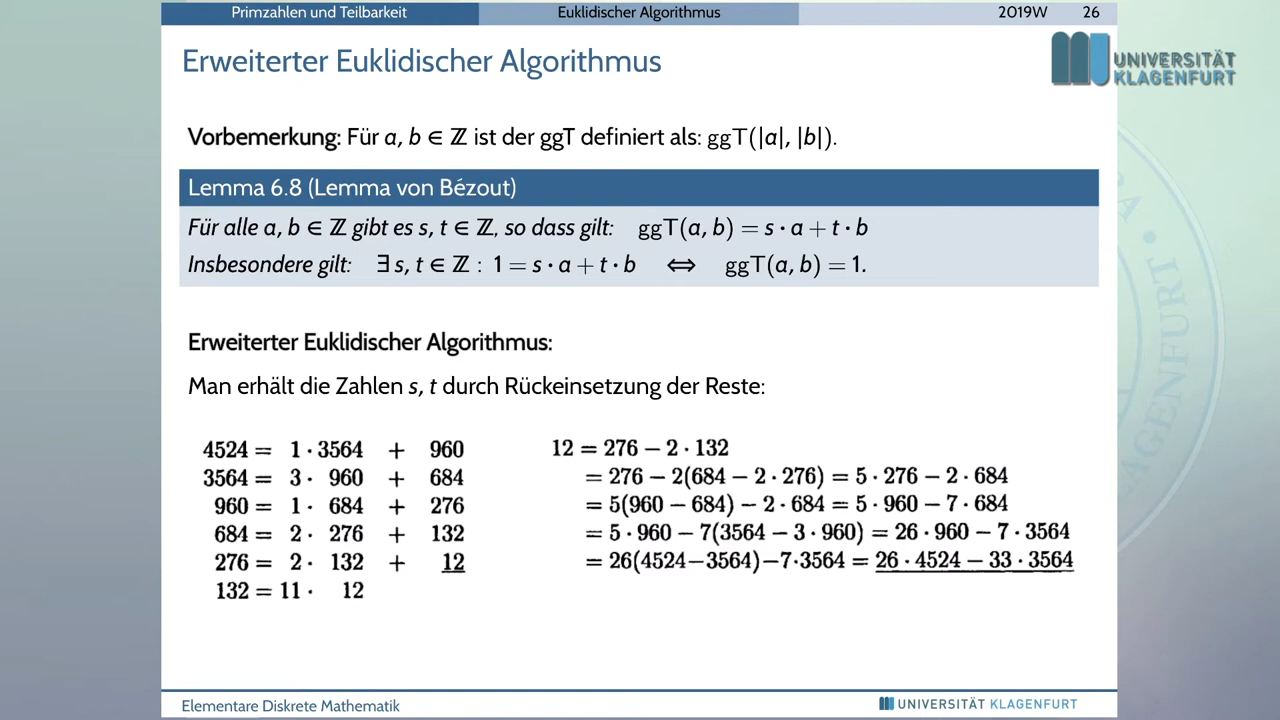 Primzahlen und Teilbarkeit Euklidischer Algorithmus 2019W 26
Erweiterter Euklidischer Algorithmus
UNIVERSITÄT
KLAGENFURT
Vorbemerkung: Für a, b ∈ ℤ ist der ggT definiert als: ggT(|a|, |b|).
Lemma 6.8 (Lemma von Bézout)
Für alle a, b ∈ ℤ gibt es s, t ∈ ℤ, so dass gilt: ggT(a, b) = s · a + t · b
Insbesondere gilt: ∃ s, t ∈ ℤ : 1 = s · a + t · b ⟺ ggT(a, b) = 1.
Erweiterter Euklidischer Algorithmus:
Man erhält die Zahlen s, t durch Rückeinsetzung der Reste:
4524 = 1 · 3564 + 960
3564 = 3 · 960 + 684
960 = 1 · 684 + 276
684 = 2 · 276 + 132
276 = 2 · 132 + 12
132 = 11 · 12
12 = 276 − 2 · 132
= 276 − 2(684 − 2 · 276) = 5 · 276 − 2 · 684
= 5(960 − 684) − 2 · 684 = 5 · 960 − 7 · 684
= 5 · 960 − 7(3564 − 3 · 960) = 26 · 960 − 7 · 3564
= 26(4524−3564)−7·3564 = 26 · 4524 − 33 · 3564
Elementare Diskrete Mathematik UNIVERSITÄT KLAGENFURT
AGENFURT